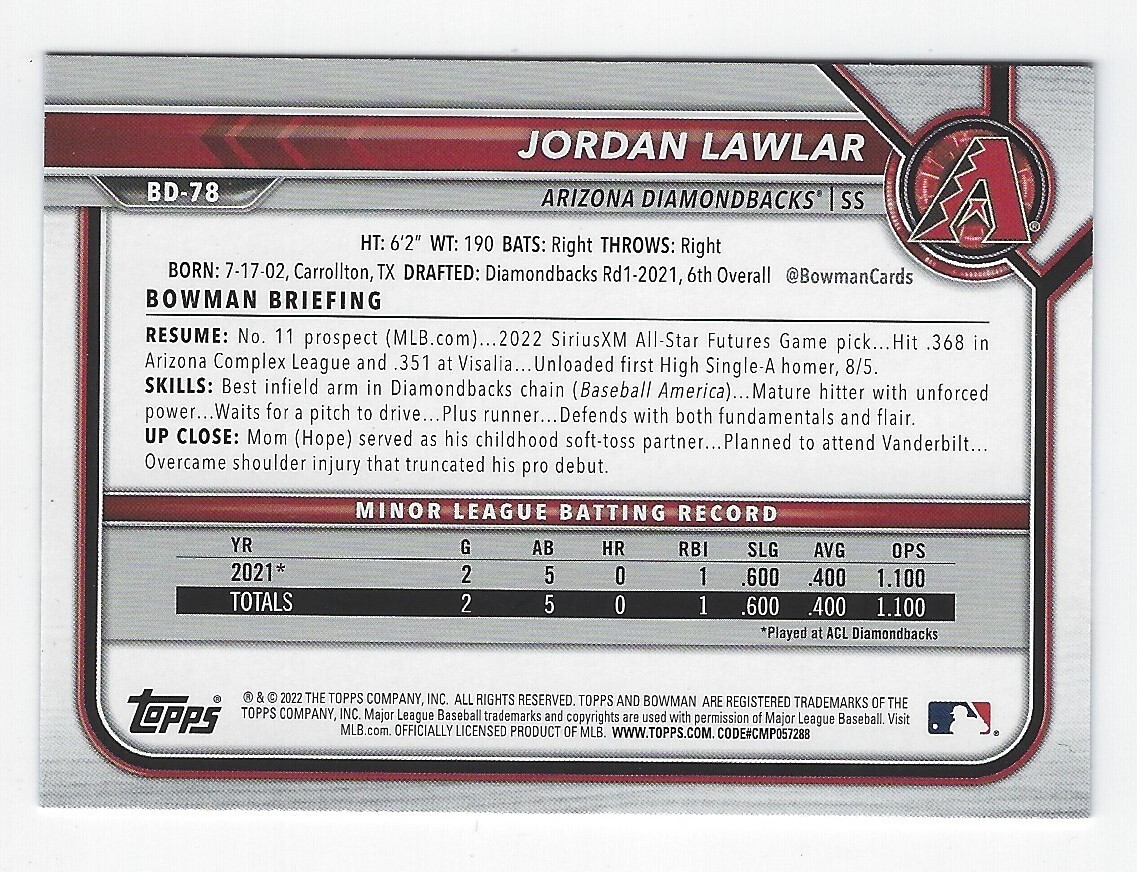 JORDAN LAWLAR
BD-78
ARIZONA DIAMONDBACKS® | SS
A ®
HT: 6'2" WT: 190 BATS: Right THROWS: Right
BORN: 7-17-02, Carrollton, TX DRAFTED: Diamondbacks Rd1-2021, 6th Overall @BowmanCards
BOWMAN BRIEFING
RESUME: No. 11 prospect (MLB.com)...2022 SiriusXM All-Star Futures Game pick...Hit .368 in
Arizona Complex League and .351 at Visalia...Unloaded first High Single-A homer, 8/5.
SKILLS: Best infield arm in Diamondbacks chain (Baseball America)...Mature hitter with unforced
power...Waits for a pitch to drive...Plus runner...Defends with both fundamentals and flair.
UP CLOSE: Mom (Hope) served as his childhood soft-toss partner...Planned to attend Vanderbilt...
Overcame shoulder injury that truncated his pro debut.
MINOR LEAGUE BATTING RECORD
YR G AB HR RBI SLG AVG OPS
2021* 2 5 0 1 .600 .400 1.100
TOTALS 2 5 0 1 .600 .400 1.100
*Played at ACL Diamondbacks
Topps®
® & © 2022 THE TOPPS COMPANY, INC. ALL RIGHTS RESERVED. TOPPS AND BOWMAN ARE REGISTERED TRADEMARKS OF THE
TOPPS COMPANY, INC. Major League Baseball trademarks and copyrights are used with permission of Major League Baseball. Visit
MLB.com. OFFICIALLY LICENSED PRODUCT OF MLB. WWW.TOPPS.COM. CODE#CMP057288